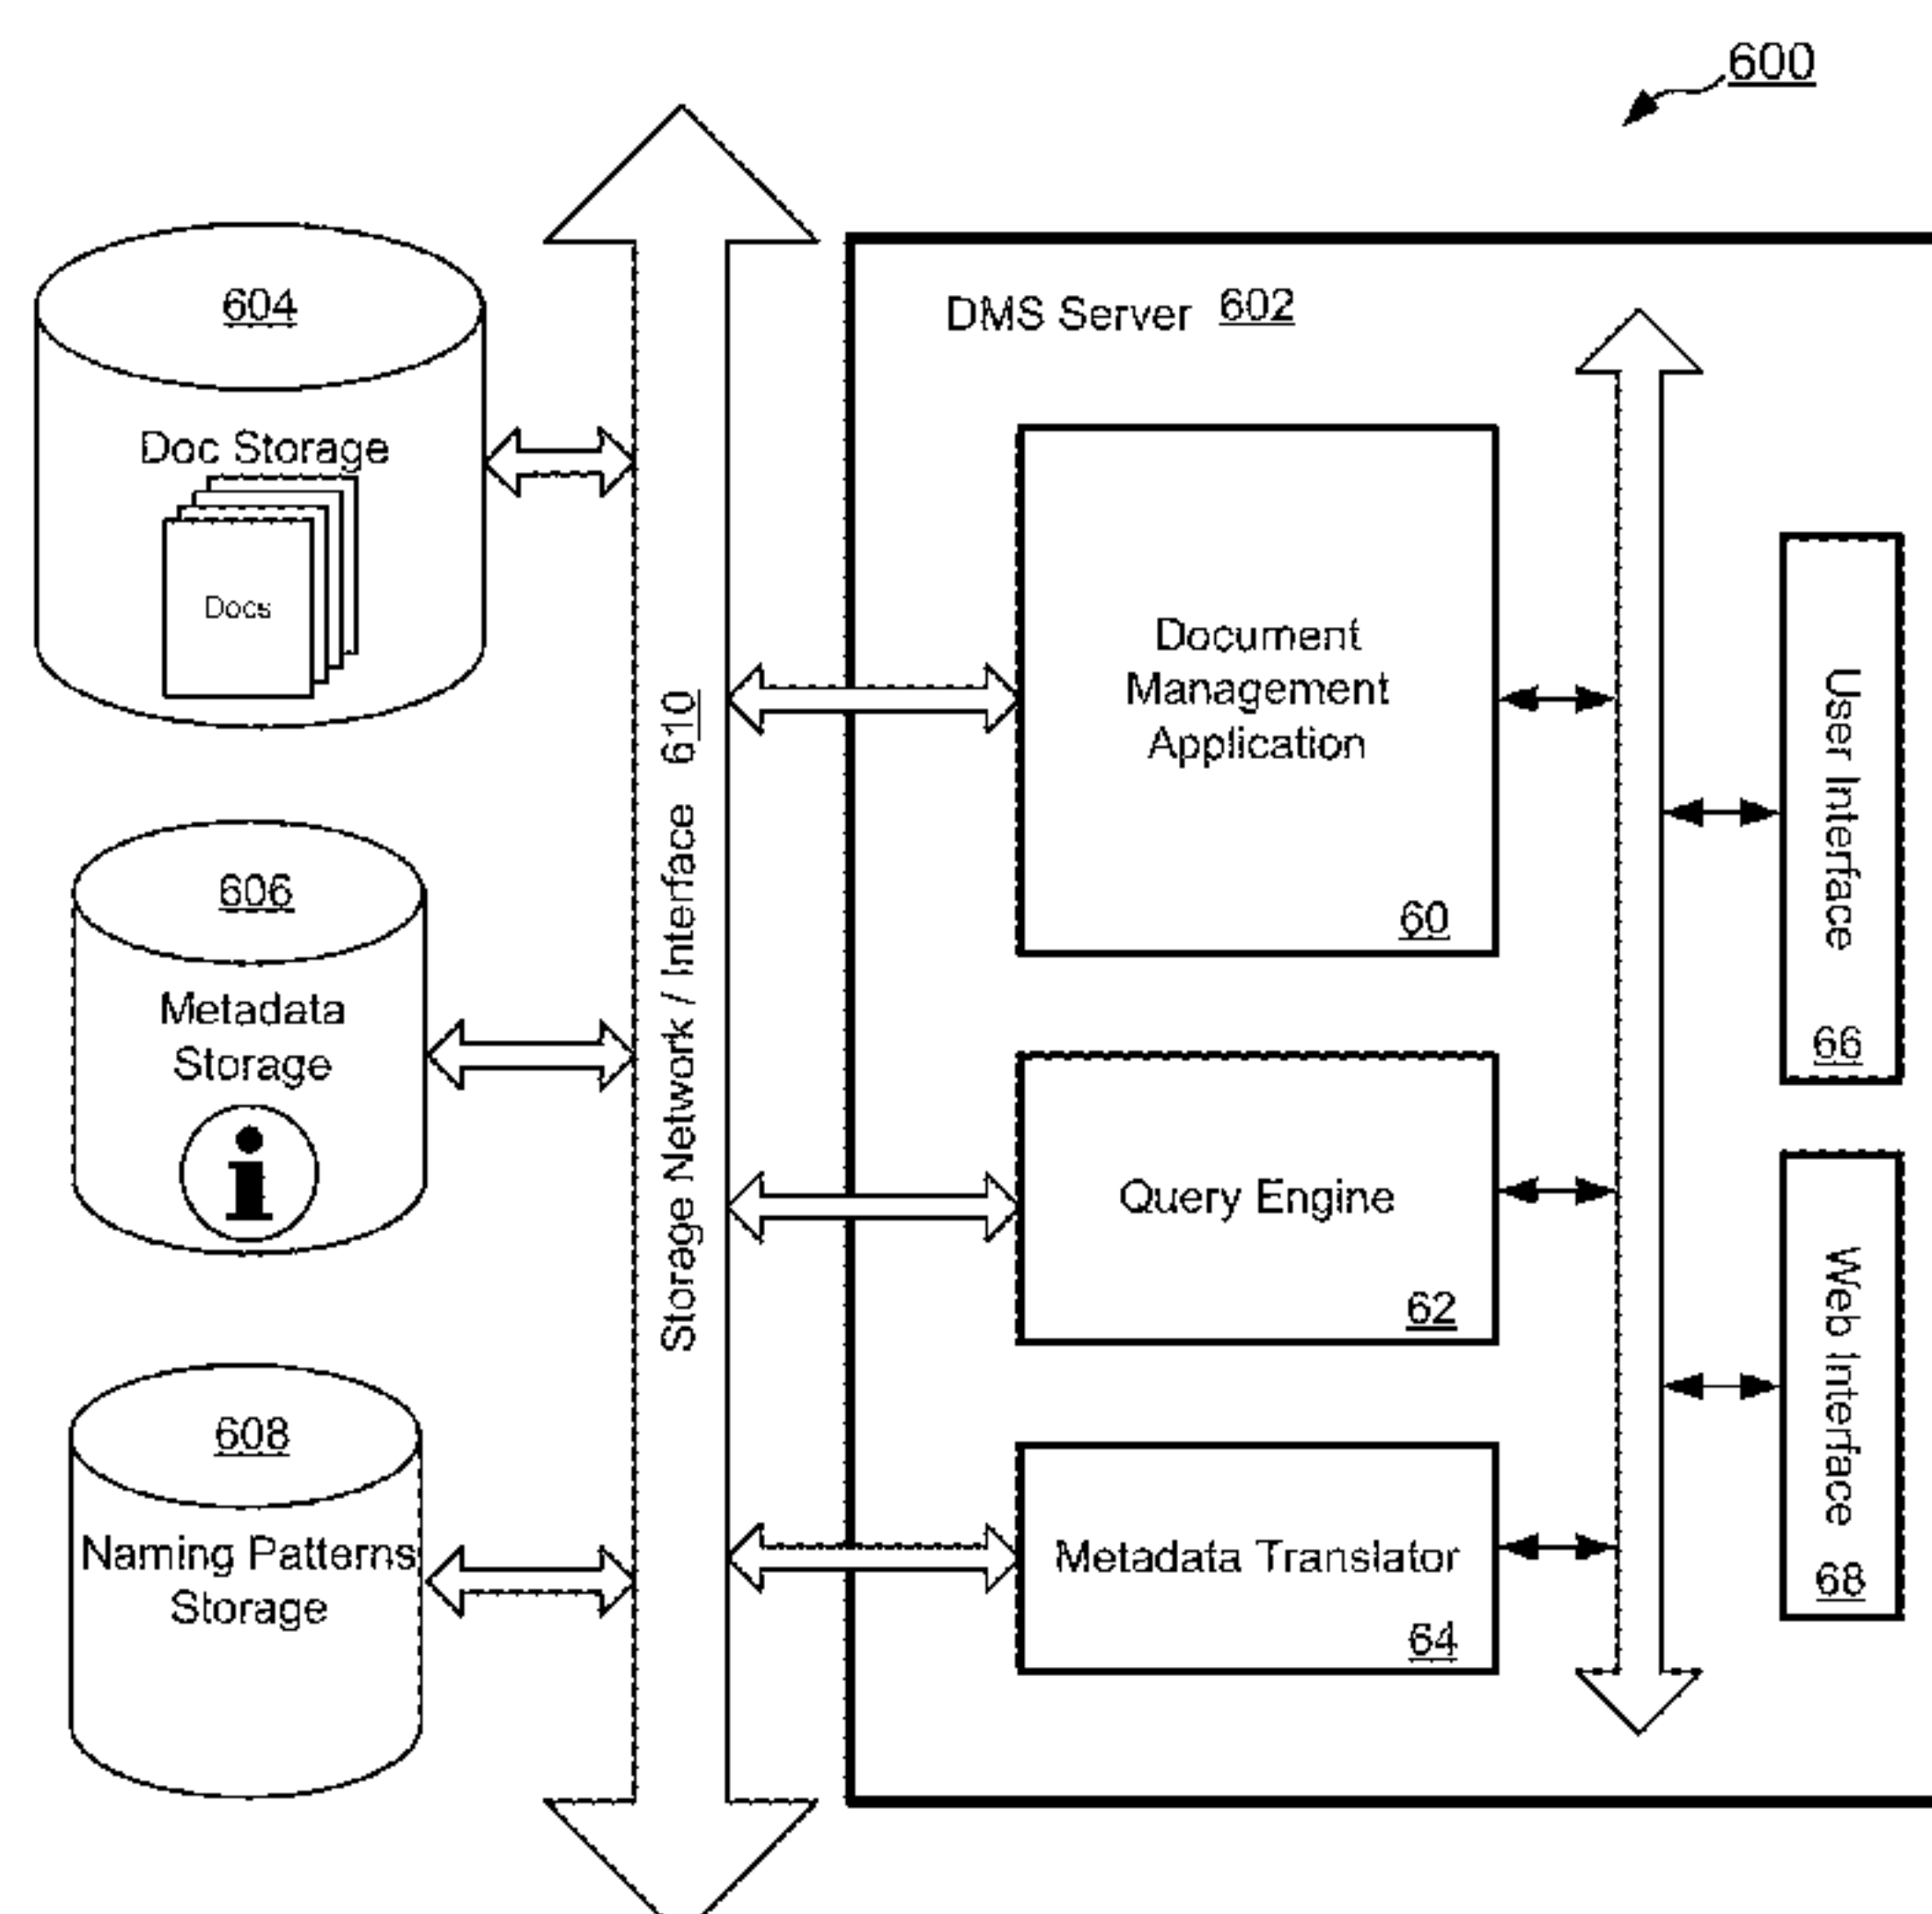 600
604
Doc Storage
Docs
606
Metadata
Storage
i
608
Naming Patterns
Storage
Storage Network / Interface 610
DMS Server 602
Document
Management
Application
60
Query Engine
62
Metadata Translator
64
User Interface 66
Web Interface 68